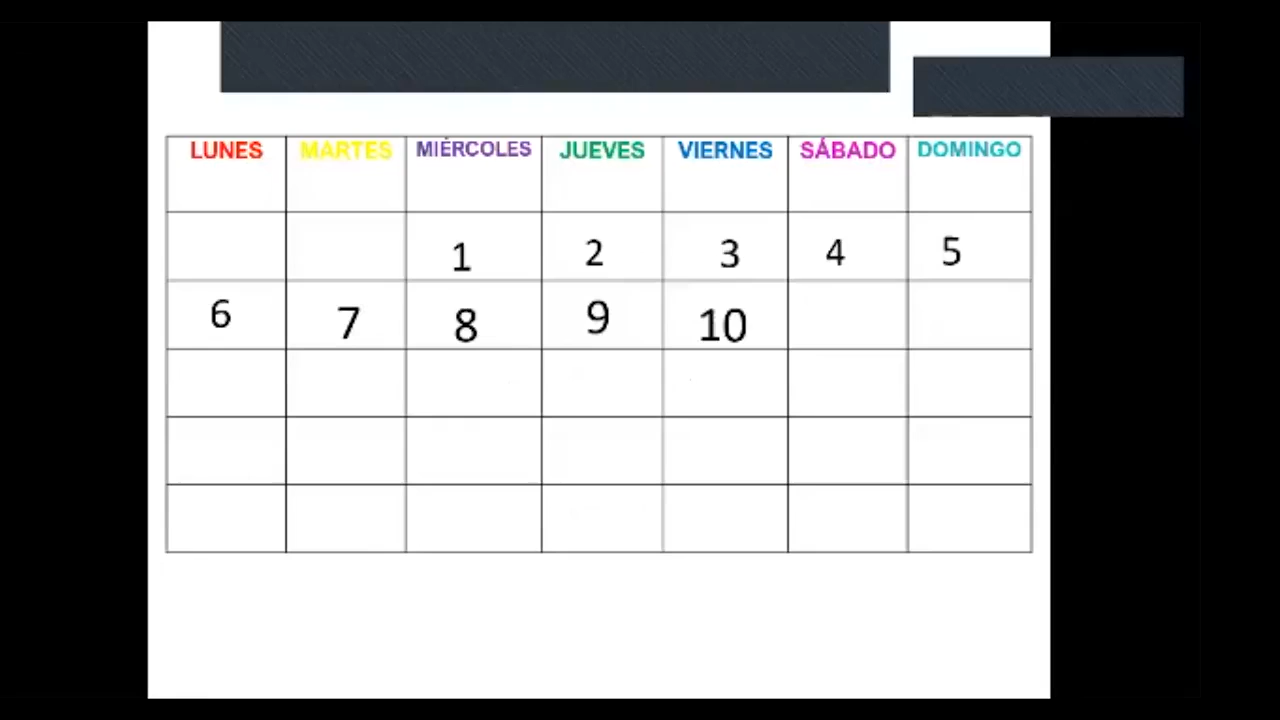 LUNES MARTES MIÉRCOLES JUEVES VIERNES SÁBADO DOMINGO
1 2 3 4 5
6 7 8 9 10